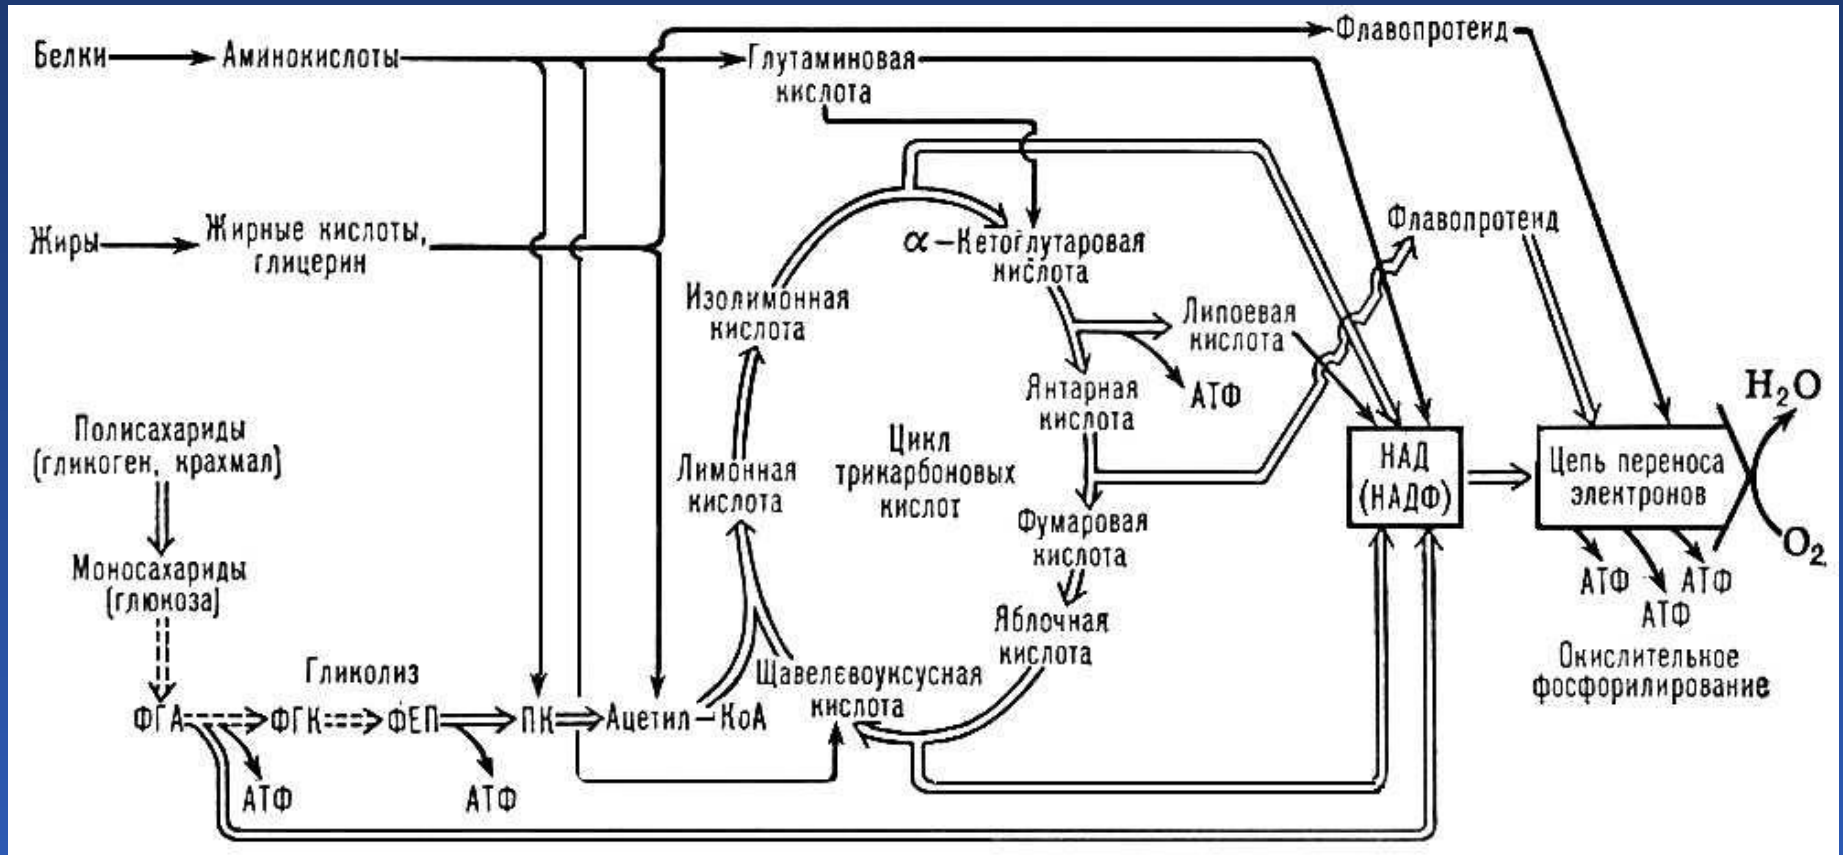 Флавопротеид
Белки
Аминокислоты
Глутаминовая
кислота
Жиры
Жирные кислоты,
глицерин
α-Кетоглутаровая
кислота
Флавопротеид
Изолимонная
кислота
Липоевая
кислота
АТФ
Янтарная
кислота
H₂O
Полисахариды
(гликоген, крахмал)
Лимонная
кислота
Цикл
трикарбоновых
кислот
НАД
(НАДФ)
Цепь переноса
электронов
Фумаровая
кислота
O₂
Моносахариды
(глюкоза)
АТФ
АТФ
АТФ
Яблочная
кислота
Окислительное
фосфорилирование
Гликолиз
Щавелевоуксусная
кислота
ФГА
ФГК
ФЕП
ПК
Ацетил-КоА
АТФ
АТФ